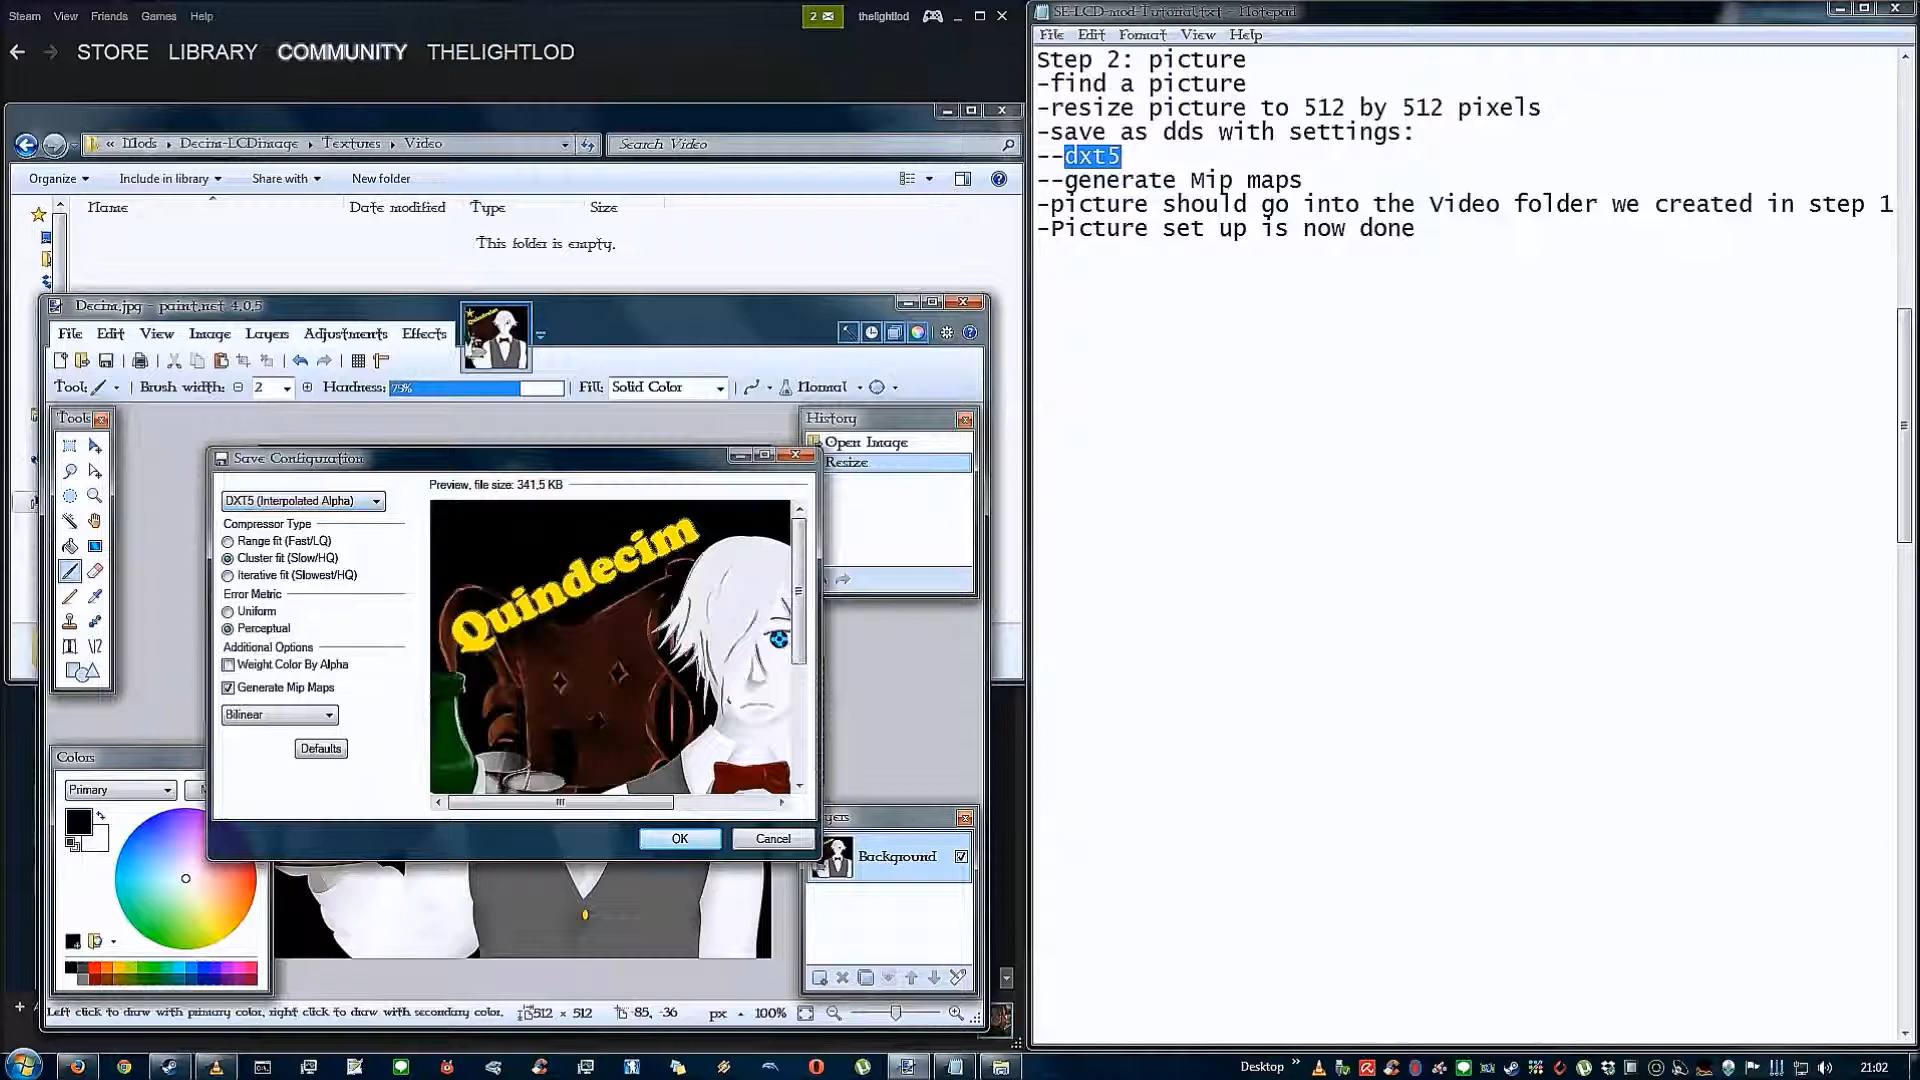 Steam View Friends Games Help
2
thelightlod
STORE LIBRARY COMMUNITY THELIGHTLOD
« Mods Decim-LCDimage Textures Video
Search Video
Organize Include in library Share with New folder
Name Date modified Type Size
This folder is empty.
Decim.jpg - paint.net 4.0.5
File Edit View Image Layers Adjustments Effects
Tool: Brush width: 2 Hardness: 75% Fill: Solid Color Normal
Tools
History
Open Image
Resize
Save Configuration
DXT5 (Interpolated Alpha)
Compressor Type
Range fit (Fast/LQ)
Cluster fit (Slow/HQ)
Iterative fit (Slowest/HQ)
Error Metric
Uniform
Perceptual
Additional Options
Weight Color By Alpha
Generate Mip Maps
Bilinear
Defaults
Preview, file size: 341,5 KB
Quindecim
OK Cancel
Colors
Primary
Background
Left click to draw with primary color, right click to draw with secondary color.
512 × 512
-85, -36
px
100%
SE-LCD-mod-Tutorial.txt - Notepad
File Edit Format View Help
Step 2: picture
-find a picture
-resize picture to 512 by 512 pixels
-save as dds with settings:
--dxt5
--generate Mip maps
-picture should go into the Video folder we created in step 1
-Picture set up is now done
Desktop »
21:02